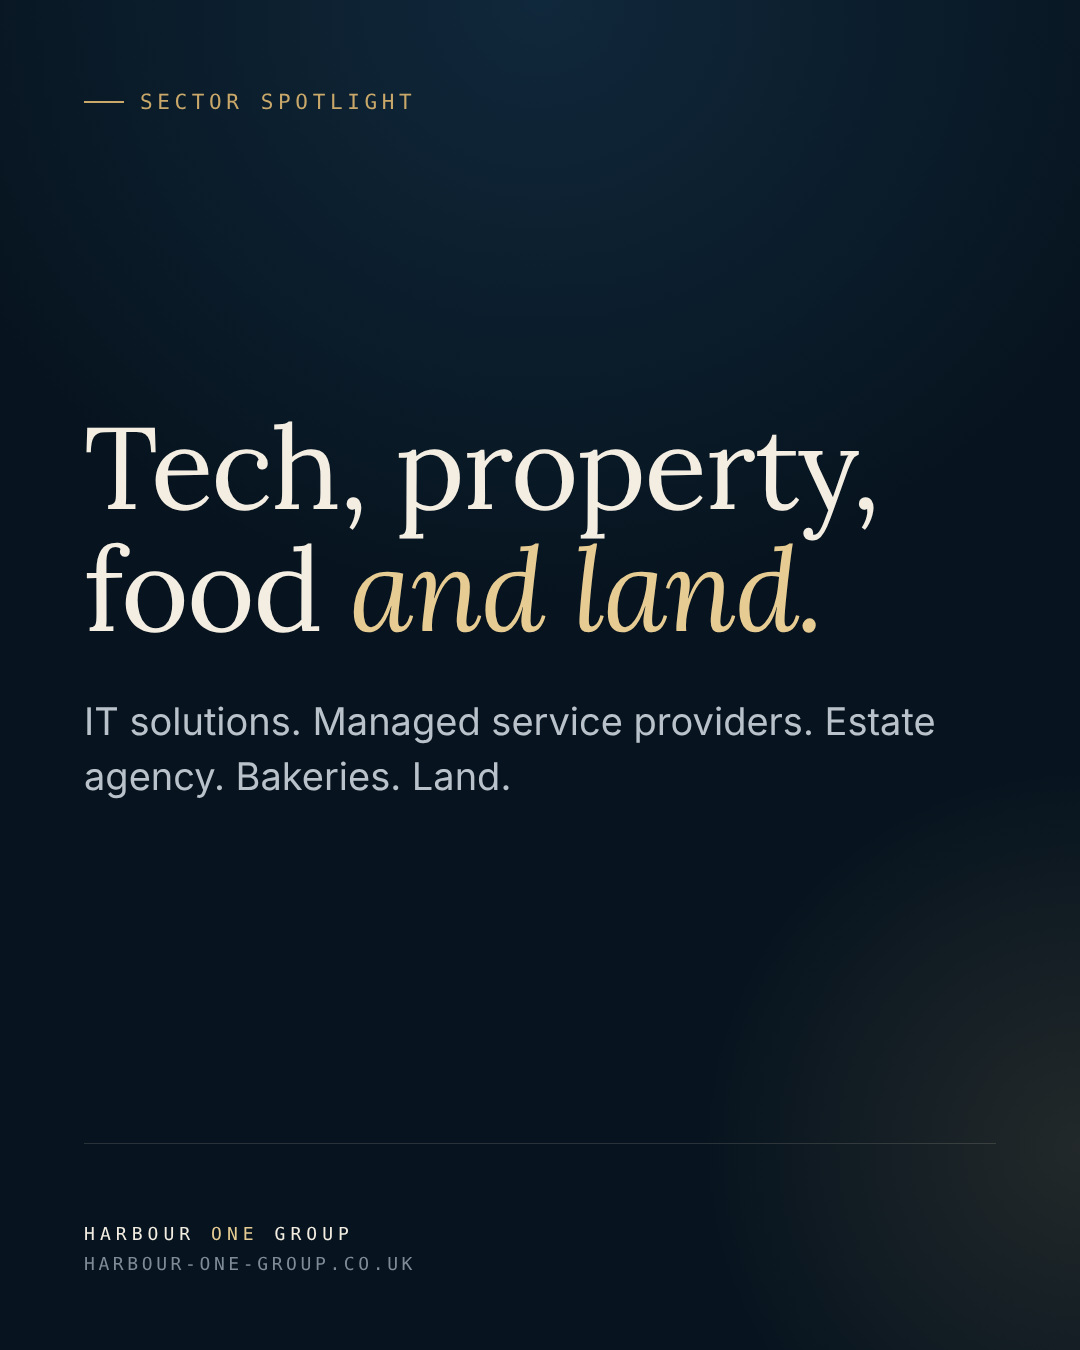 SECTOR SPOTLIGHT
Tech, property,
food and land.
IT solutions. Managed service providers. Estate
agency. Bakeries. Land.
HARBOUR ONE GROUP
HARBOUR-ONE-GROUP.CO.UK